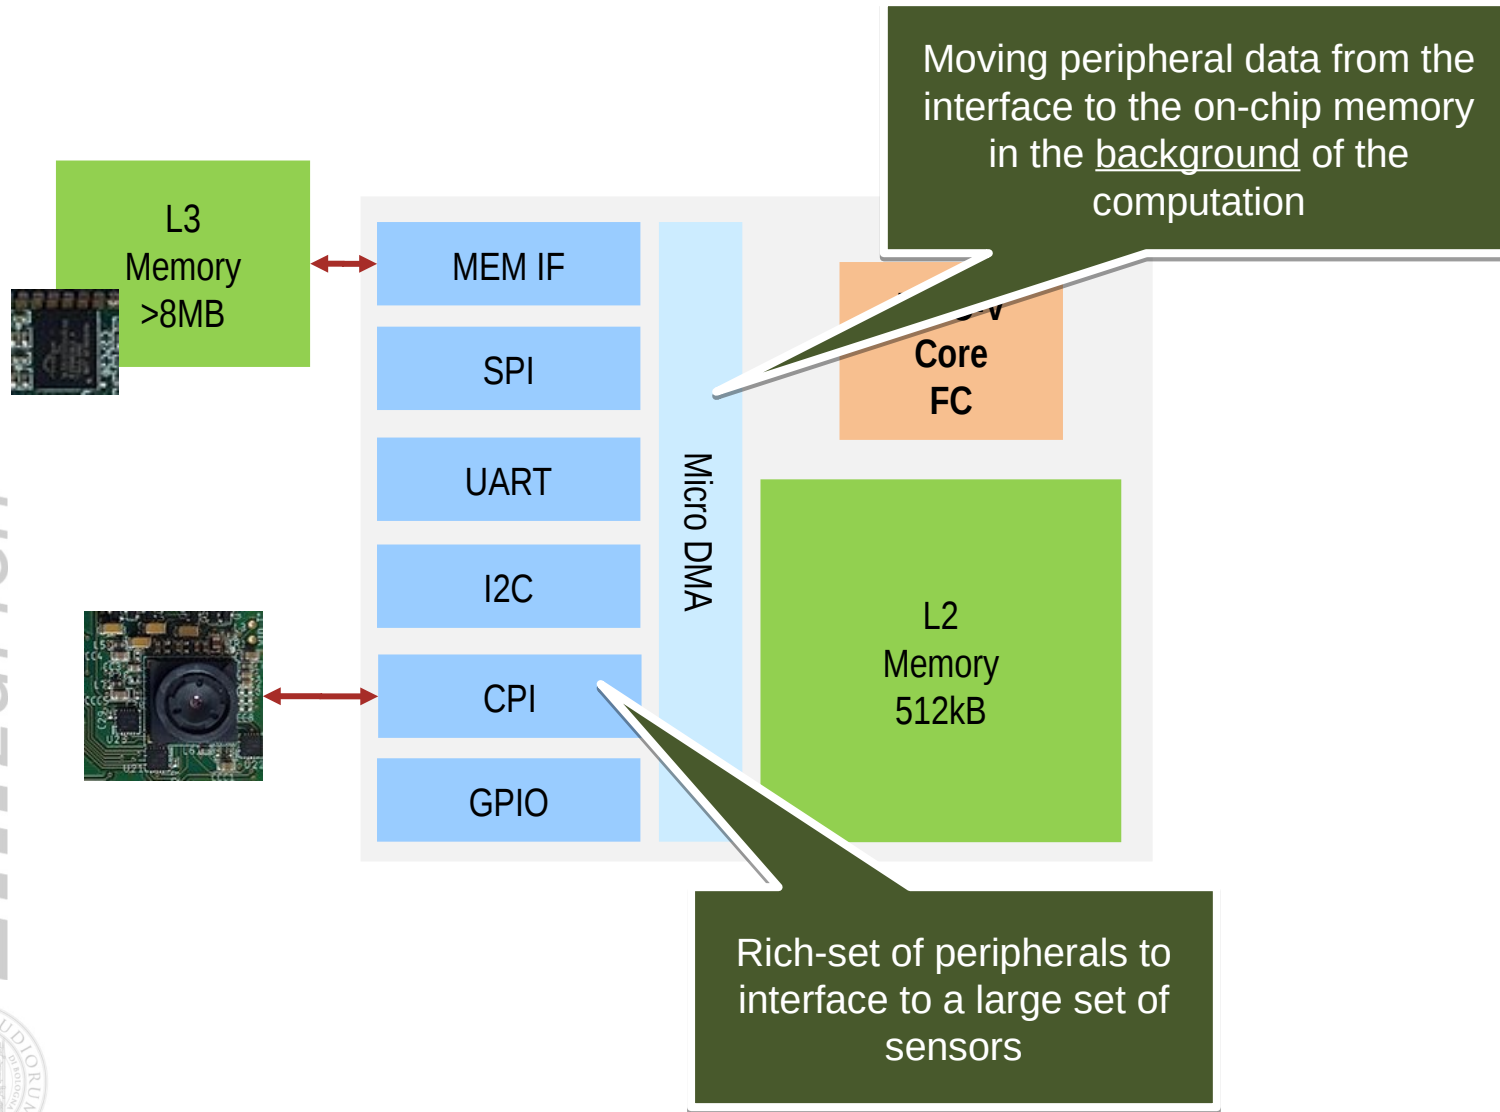 Moving peripheral data from the
interface to the on-chip memory
in the background of the
computation
L3
Memory
>8MB
MEM IF
SPI
UART
I2C
CPI
GPIO
Micro DMA
Core
FC
L2
Memory
512kB
Rich-set of peripherals to
interface to a large set of
sensors